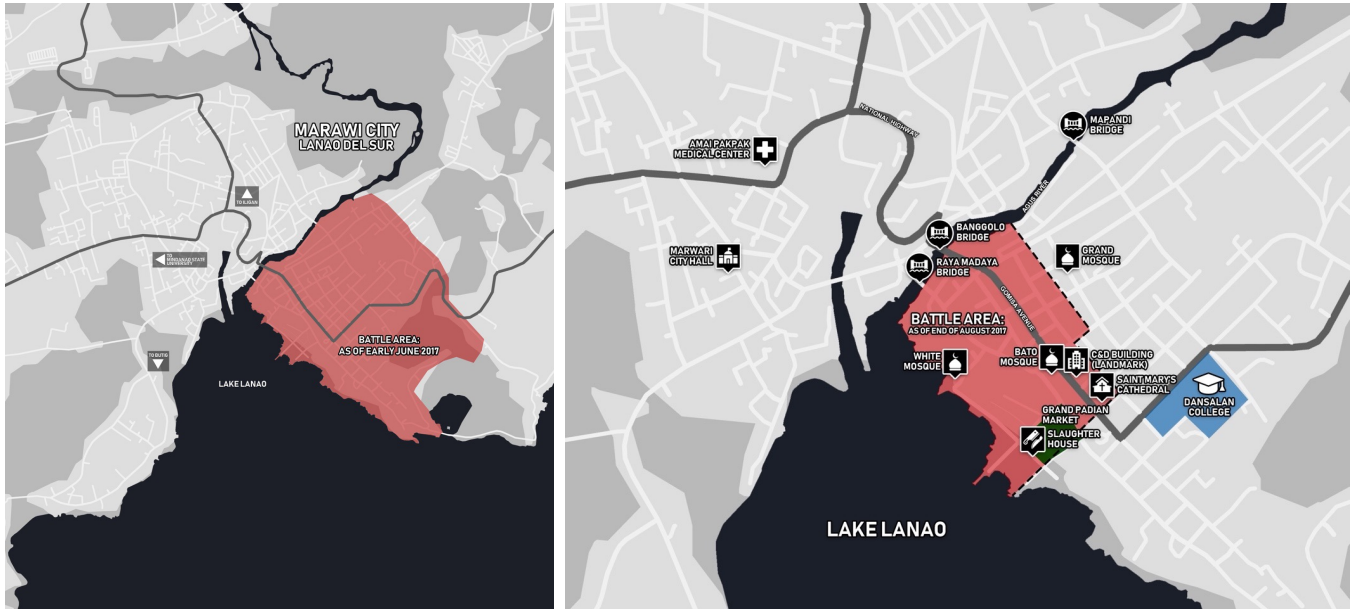 MARAWI CITY
LANAO DEL SUR
TO ILIGAN
TO
MINDANAO STATE
UNIVERSITY
BATTLE AREA:
AS OF EARLY JUNE 2017
TO BUTIG
LAKE LANAO
NATIONAL HIGHWAY
MAPANDI
BRIDGE
AMAI PAKPAK
MEDICAL CENTER
AGUS RIVER
BANGGOLO
BRIDGE
MARWARI
CITY HALL
GRAND
MOSQUE
RAYA MADAYA
BRIDGE
GOMISA AVENUE
BATTLE AREA:
AS OF END OF AUGUST 2017
WHITE
MOSQUE
BATO
MOSQUE
C&D BUILDING
(LANDMARK)
SAINT MARY'S
CATHEDRAL
DANSALAN
COLLEGE
GRAND PADIAN
MARKET
SLAUGHTER
HOUSE
LAKE LANAO